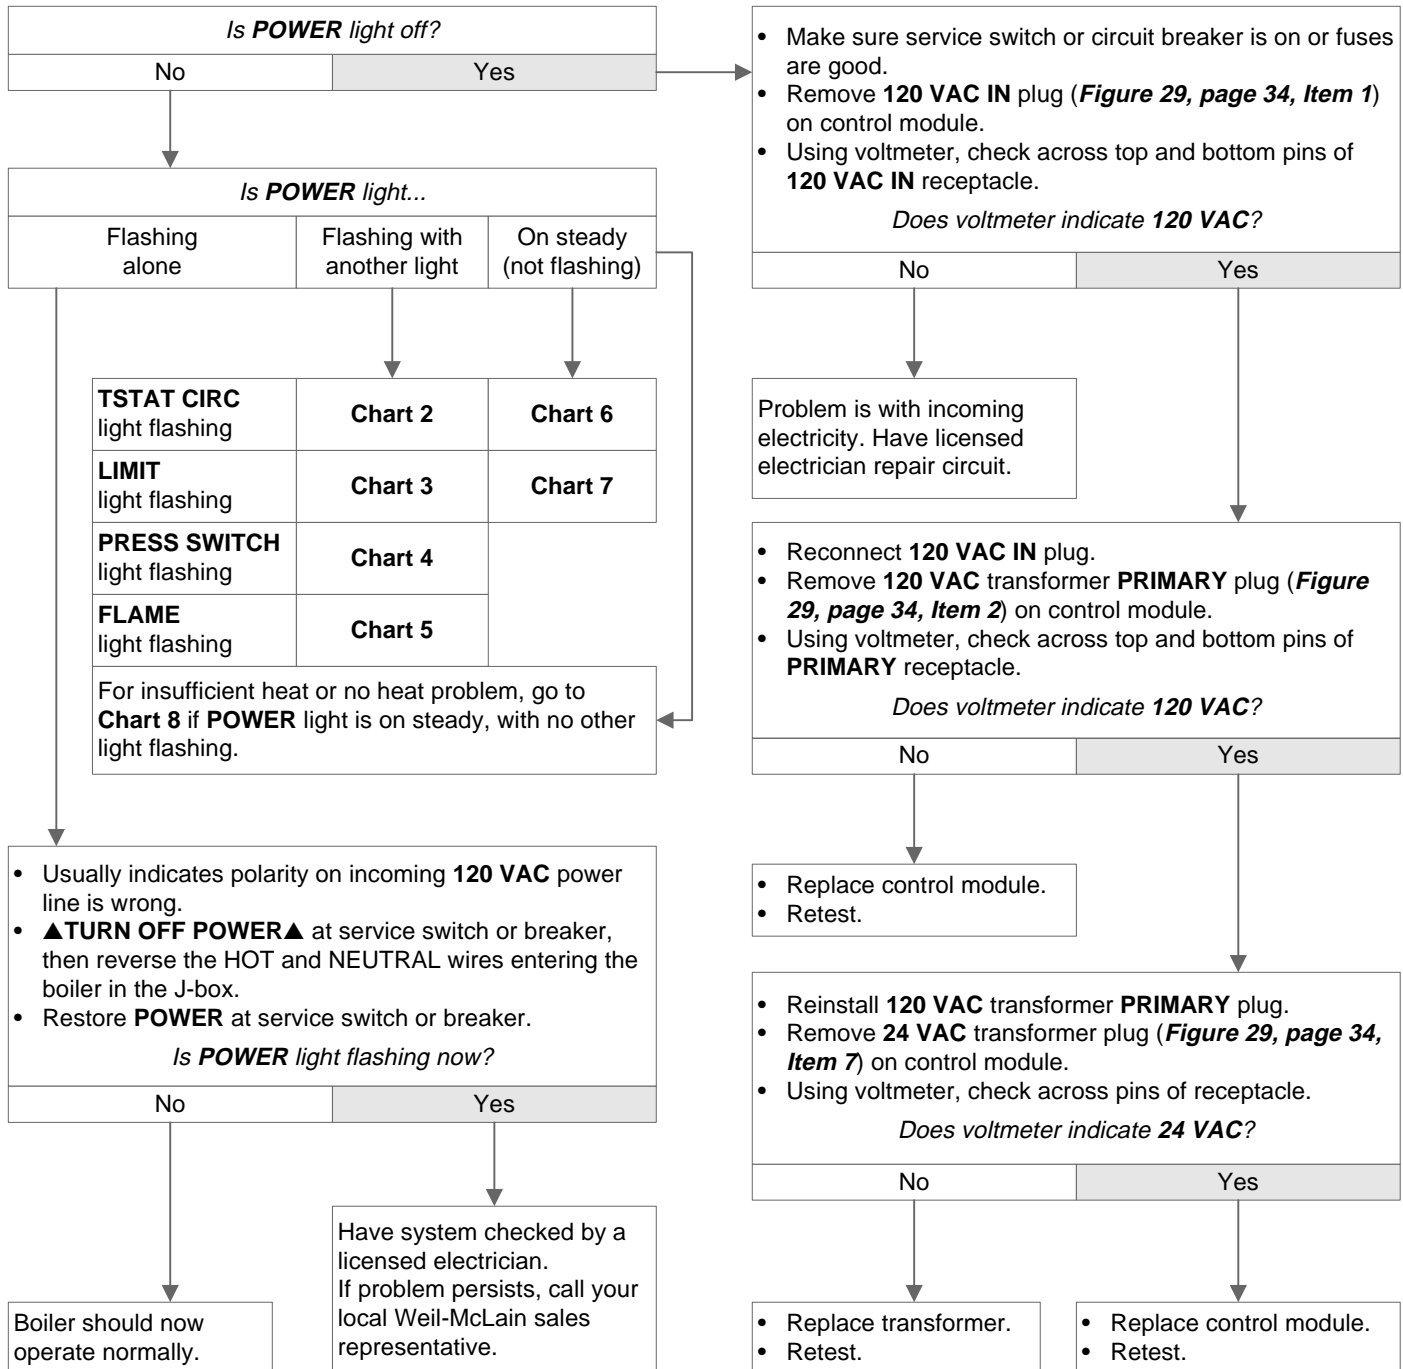 Is POWER light off?
No
Yes
Is POWER light...
Flashing
alone
Flashing with
another light
On steady
(not flashing)
TSTAT CIRC
light flashing
Chart 2
Chart 6
LIMIT
light flashing
Chart 3
Chart 7
PRESS SWITCH
light flashing
Chart 4
FLAME
light flashing
Chart 5
For insufficient heat or no heat problem, go to
Chart 8 if POWER light is on steady, with no other
light flashing.
• Usually indicates polarity on incoming 120 VAC power
line is wrong.
• ▲TURN OFF POWER▲ at service switch or breaker,
then reverse the HOT and NEUTRAL wires entering the
boiler in the J-box.
• Restore POWER at service switch or breaker.
Is POWER light flashing now?
No
Yes
Boiler should now
operate normally.
Have system checked by a
licensed electrician.
If problem persists, call your
local Weil-McLain sales
representative.
• Make sure service switch or circuit breaker is on or fuses
are good.
• Remove 120 VAC IN plug (Figure 29, page 34, Item 1)
on control module.
• Using voltmeter, check across top and bottom pins of
120 VAC IN receptacle.
Does voltmeter indicate 120 VAC?
No
Yes
Problem is with incoming
electricity. Have licensed
electrician repair circuit.
• Reconnect 120 VAC IN plug.
• Remove 120 VAC transformer PRIMARY plug (Figure
29, page 34, Item 2) on control module.
• Using voltmeter, check across top and bottom pins of
PRIMARY receptacle.
Does voltmeter indicate 120 VAC?
No
Yes
• Replace control module.
• Retest.
• Reinstall 120 VAC transformer PRIMARY plug.
• Remove 24 VAC transformer plug (Figure 29, page 34,
Item 7) on control module.
• Using voltmeter, check across pins of receptacle.
Does voltmeter indicate 24 VAC?
No
Yes
• Replace transformer.
• Retest.
• Replace control module.
• Retest.